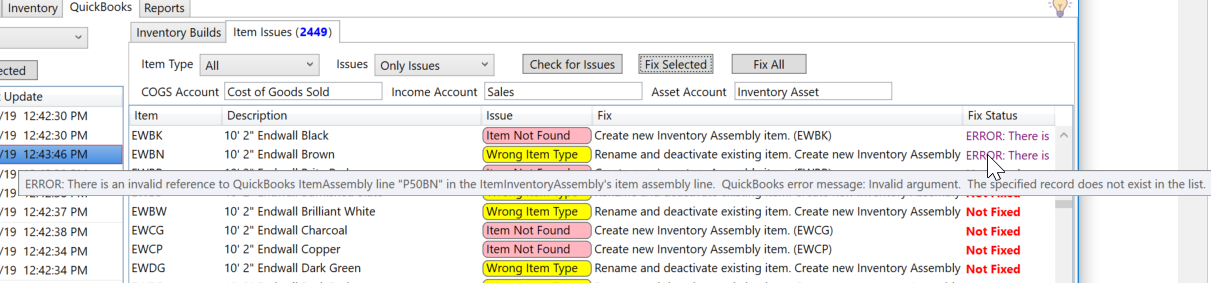 Inventory QuickBooks Reports
Inventory Builds Item Issues (2449)
Item Type All Issues Only Issues Check for Issues Fix Selected Fix All
ected
COGS Account Cost of Goods Sold Income Account Sales Asset Account Inventory Asset
Update
Item Description Issue Fix Fix Status
/19 12:42:30 PM
/19 12:42:30 PM EWBK 10' 2" Endwall Black Item Not Found Create new Inventory Assembly item. (EWBK) ERROR: There is
/19 12:43:46 PM EWBN 10' 2" Endwall Brown Wrong Item Type Rename and deactivate existing item. Create new Inventory Assembly ERROR: There is
ERROR: There is an invalid reference to QuickBooks ItemAssembly line "P50BN" in the ItemInventoryAssembly's item assembly line. QuickBooks error message: Invalid argument. The specified record does not exist in the list.
/19 12:42:37 PM EWBW 10' 2" Endwall Brilliant White Wrong Item Type Rename and deactivate existing item. Create new Inventory Assembly Not Fixed
/19 12:42:38 PM EWCG 10' 2" Endwall Charcoal Item Not Found Create new Inventory Assembly item. (EWCG) Not Fixed
/19 12:42:34 PM EWCP 10' 2" Endwall Copper Item Not Found Create new Inventory Assembly item. (EWCP) Not Fixed
/19 12:42:34 PM EWDG 10' 2" Endwall Dark Green Wrong Item Type Rename and deactivate existing item. Create new Inventory Assembly Not Fixed